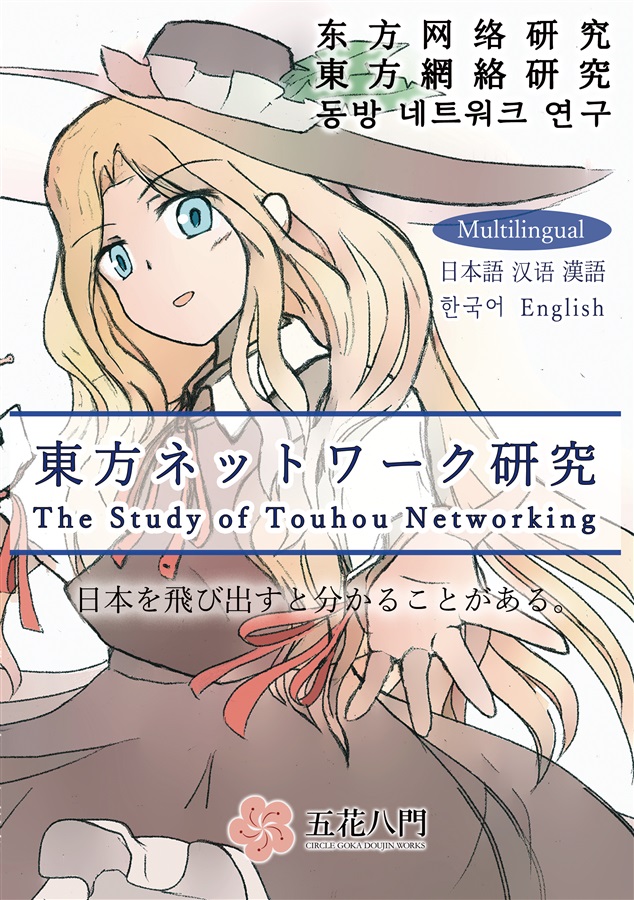 东方网络研究
東方網絡研究
동방 네트워크 연구
Multilingual
日本語 汉语 漢語
한국어 English
東方ネットワーク研究
The Study of Touhou Networking
日本を飛び出すと分かることがある。
五花八門
CIRCLE GOKA DOUJIN WORKS